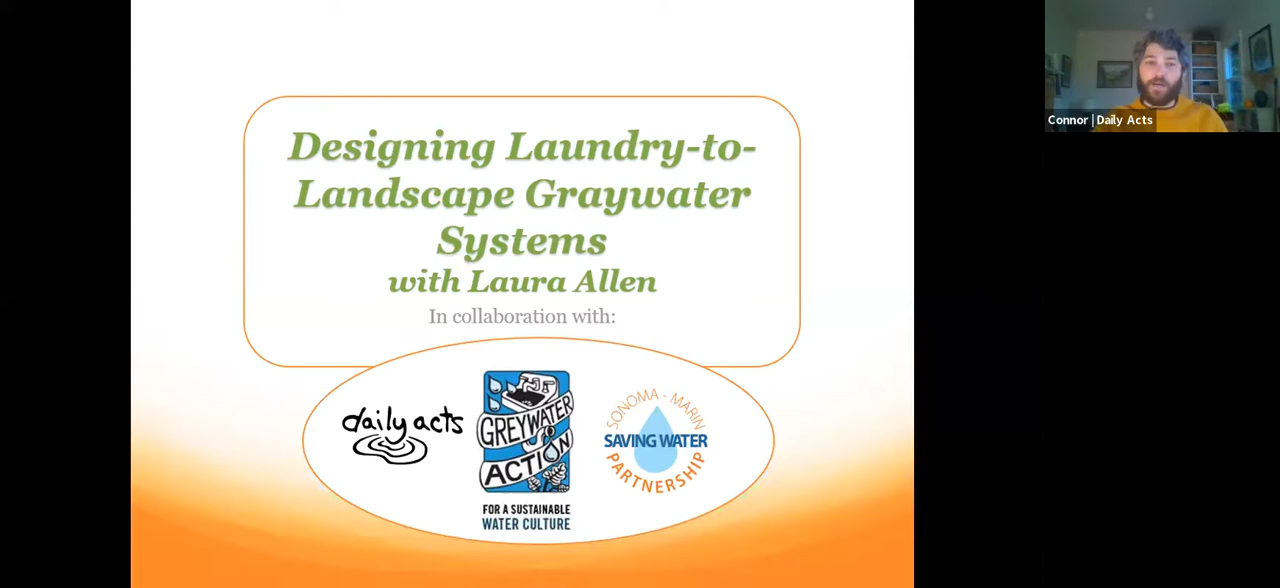 Designing Laundry-to-
Landscape Graywater
Systems
with Laura Allen
In collaboration with:
daily acts
GREYWATER
ACTION
FOR A SUSTAINABLE
WATER CULTURE
SONOMA - MARIN
SAVING WATER
PARTNERSHIP
Connor | Daily Acts